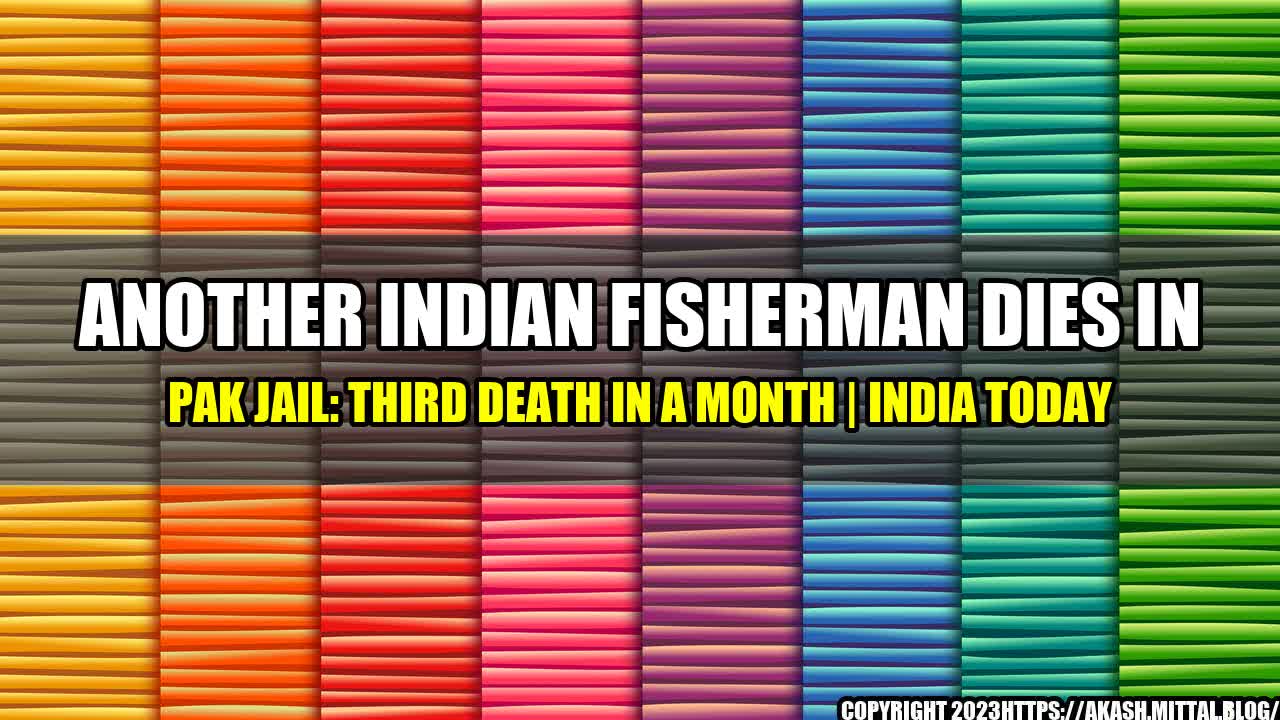 ANOTHER INDIAN FISHERMAN DIES IN
PAK JAIL: THIRD DEATH IN A MONTH | INDIA TODAY
COPYRIGHT 2023HTTPS://AKASH.MITTAL.BLOG/